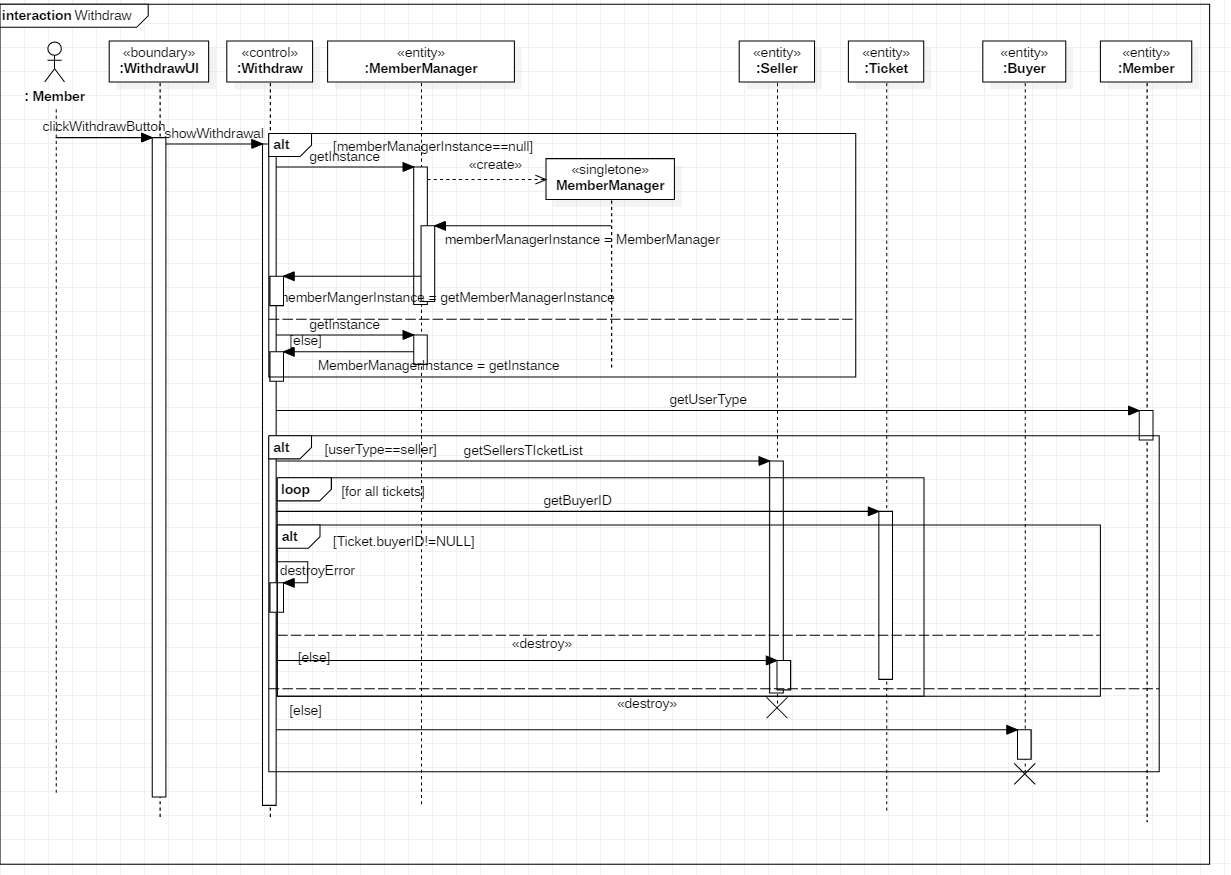 interaction Withdraw
«boundary»
:WithdrawUI
«control»
:Withdraw
«entity»
:MemberManager
«entity»
:Seller
«entity»
:Ticket
«entity»
:Buyer
«entity»
:Member
: Member
clickWithdrawButton
showWithdrawal
alt
[memberManagerInstance==null]
getInstance
«create»
«singletone»
MemberManager
memberManagerInstance = MemberManager
memberMangerInstance = getMemberManagerInstance
getInstance
[else]
MemberManagerInstance = getInstance
getUserType
alt
[userType==seller]
getSellersTIcketList
loop
[for all tickets]
getBuyerID
alt
[Ticket.buyerID!=NULL]
destroyError
«destroy»
[else]
«destroy»
[else]